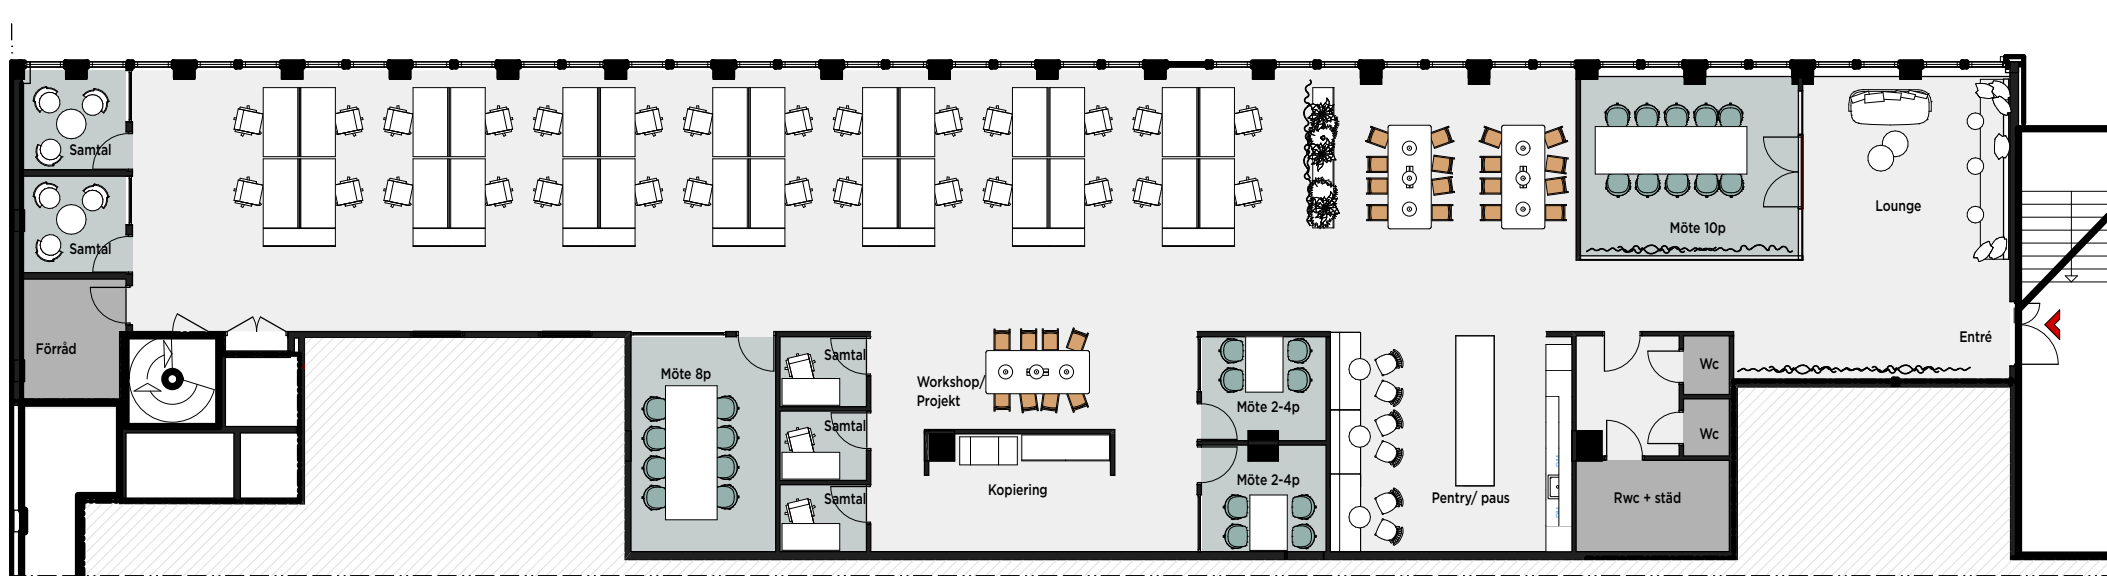 Samtal
Samtal
Förråd
Möte 8p
Samtal
Samtal
Samtal
Workshop/
Projekt
Kopiering
Möte 2-4p
Möte 2-4p
Pentry/ paus
Möte 10p
Lounge
Entré
Wc
Wc
Rwc + städ